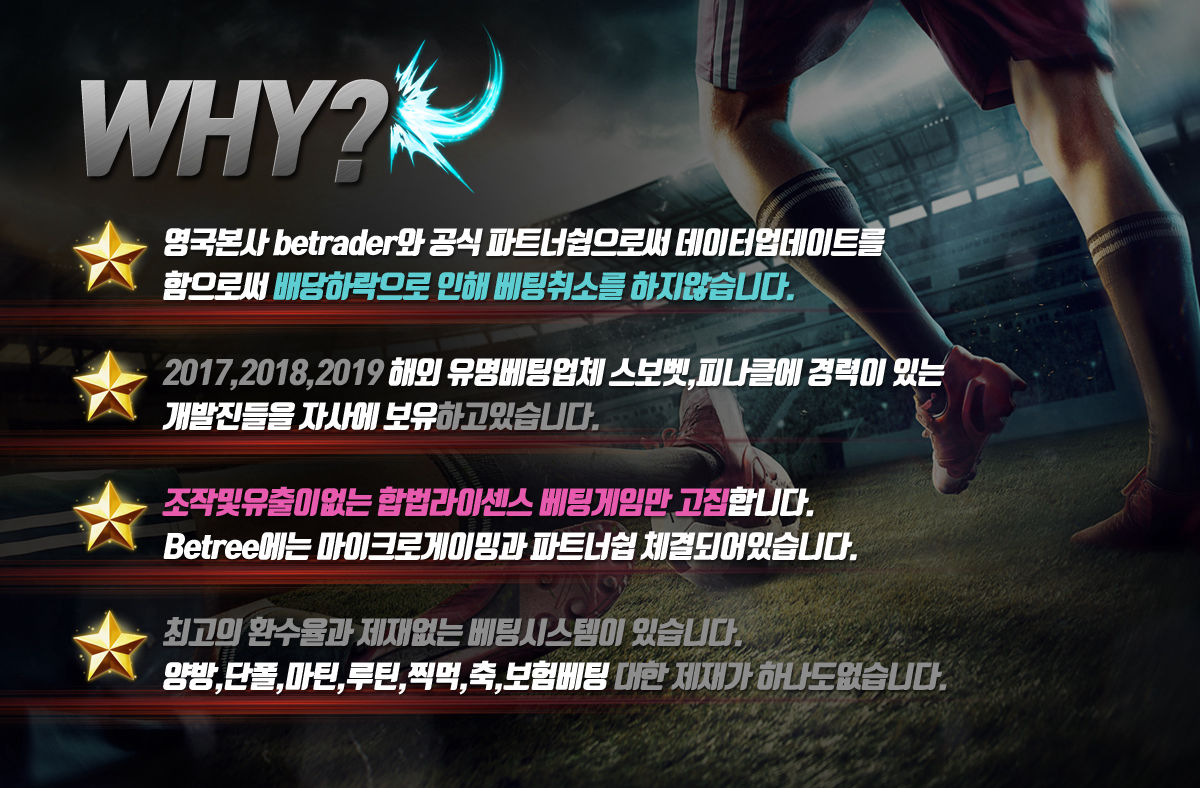 WHY?
영국본사 betrader와 공식 파트너쉽으로써 데이터업데이트를
함으로써 배당하락으로 인해 베팅취소를 하지않습니다.
2017,2018,2019 해외 유명베팅업체 스보벳,피나클에 경력이 있는
개발진들을 자사에 보유하고있습니다.
조작및유출이없는 합법라이센스 베팅게임만 고집합니다.
Betree에는 마이크로게이밍과 파트너쉽 체결되어있습니다.
최고의 환수율과 제재없는 베팅시스템이 있습니다.
양방,단폴,마틴,루틴,찍먹,축,보험베팅 대한 제재가 하나도없습니다.